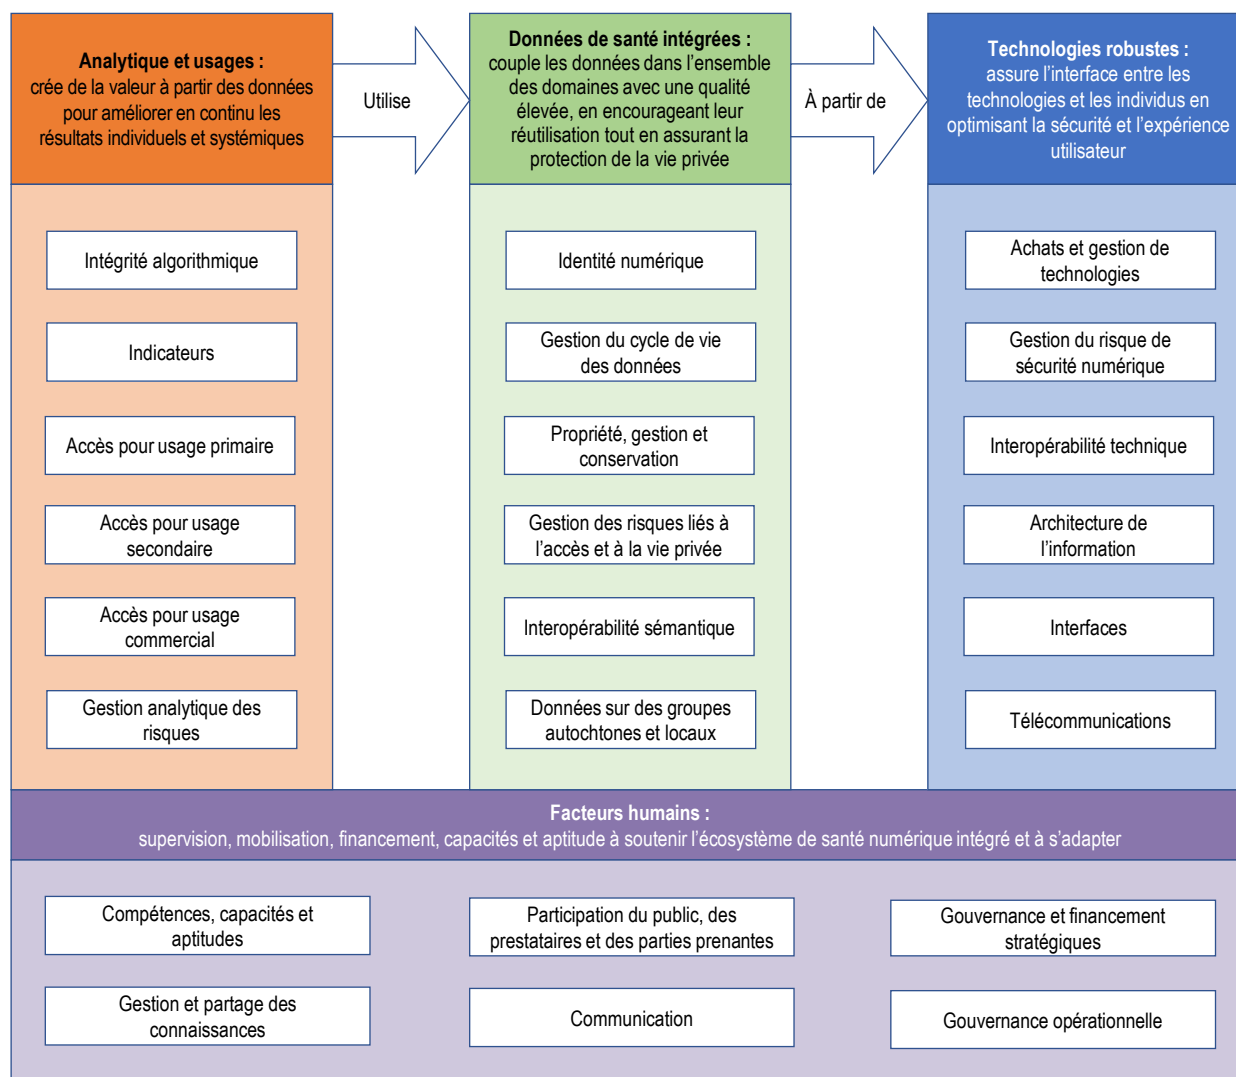 Analytique et usages :
crée de la valeur à partir des données
pour améliorer en continu les
résultats individuels et systémiques
Utilise
Données de santé intégrées :
couple les données dans l’ensemble
des domaines avec une qualité
élevée, en encourageant leur
réutilisation tout en assurant la
protection de la vie privée
À partir de
Technologies robustes :
assure l’interface entre les
technologies et les individus en
optimisant la sécurité et l’expérience
utilisateur
Intégrité algorithmique
Indicateurs
Accès pour usage primaire
Accès pour usage
secondaire
Accès pour usage
commercial
Gestion analytique des
risques
Identité numérique
Gestion du cycle de vie
des données
Propriété, gestion et
conservation
Gestion des risques liés à
l’accès et à la vie privée
Interopérabilité sémantique
Données sur des groupes
autochtones et locaux
Achats et gestion de
technologies
Gestion du risque de
sécurité numérique
Interopérabilité technique
Architecture de
l’information
Interfaces
Télécommunications
Facteurs humains :
supervision, mobilisation, financement, capacités et aptitude à soutenir l’écosystème de santé numérique intégré et à s’adapter
Compétences, capacités et
aptitudes
Participation du public, des
prestataires et des parties prenantes
Gouvernance et financement
stratégiques
Gestion et partage des
connaissances
Communication
Gouvernance opérationnelle